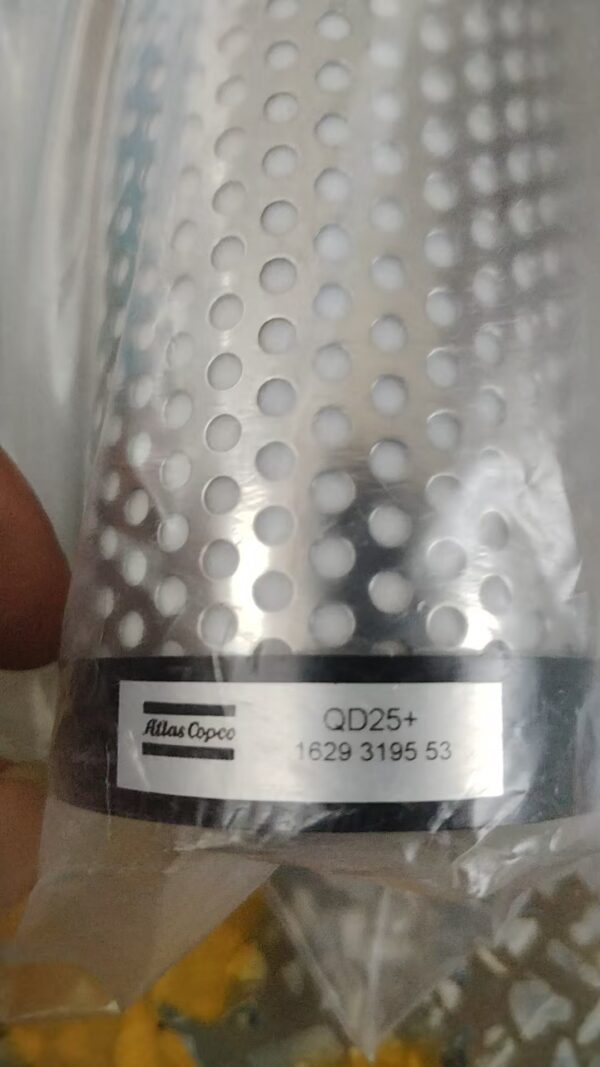 Atlas Copco
QD25+
1629 3195 53